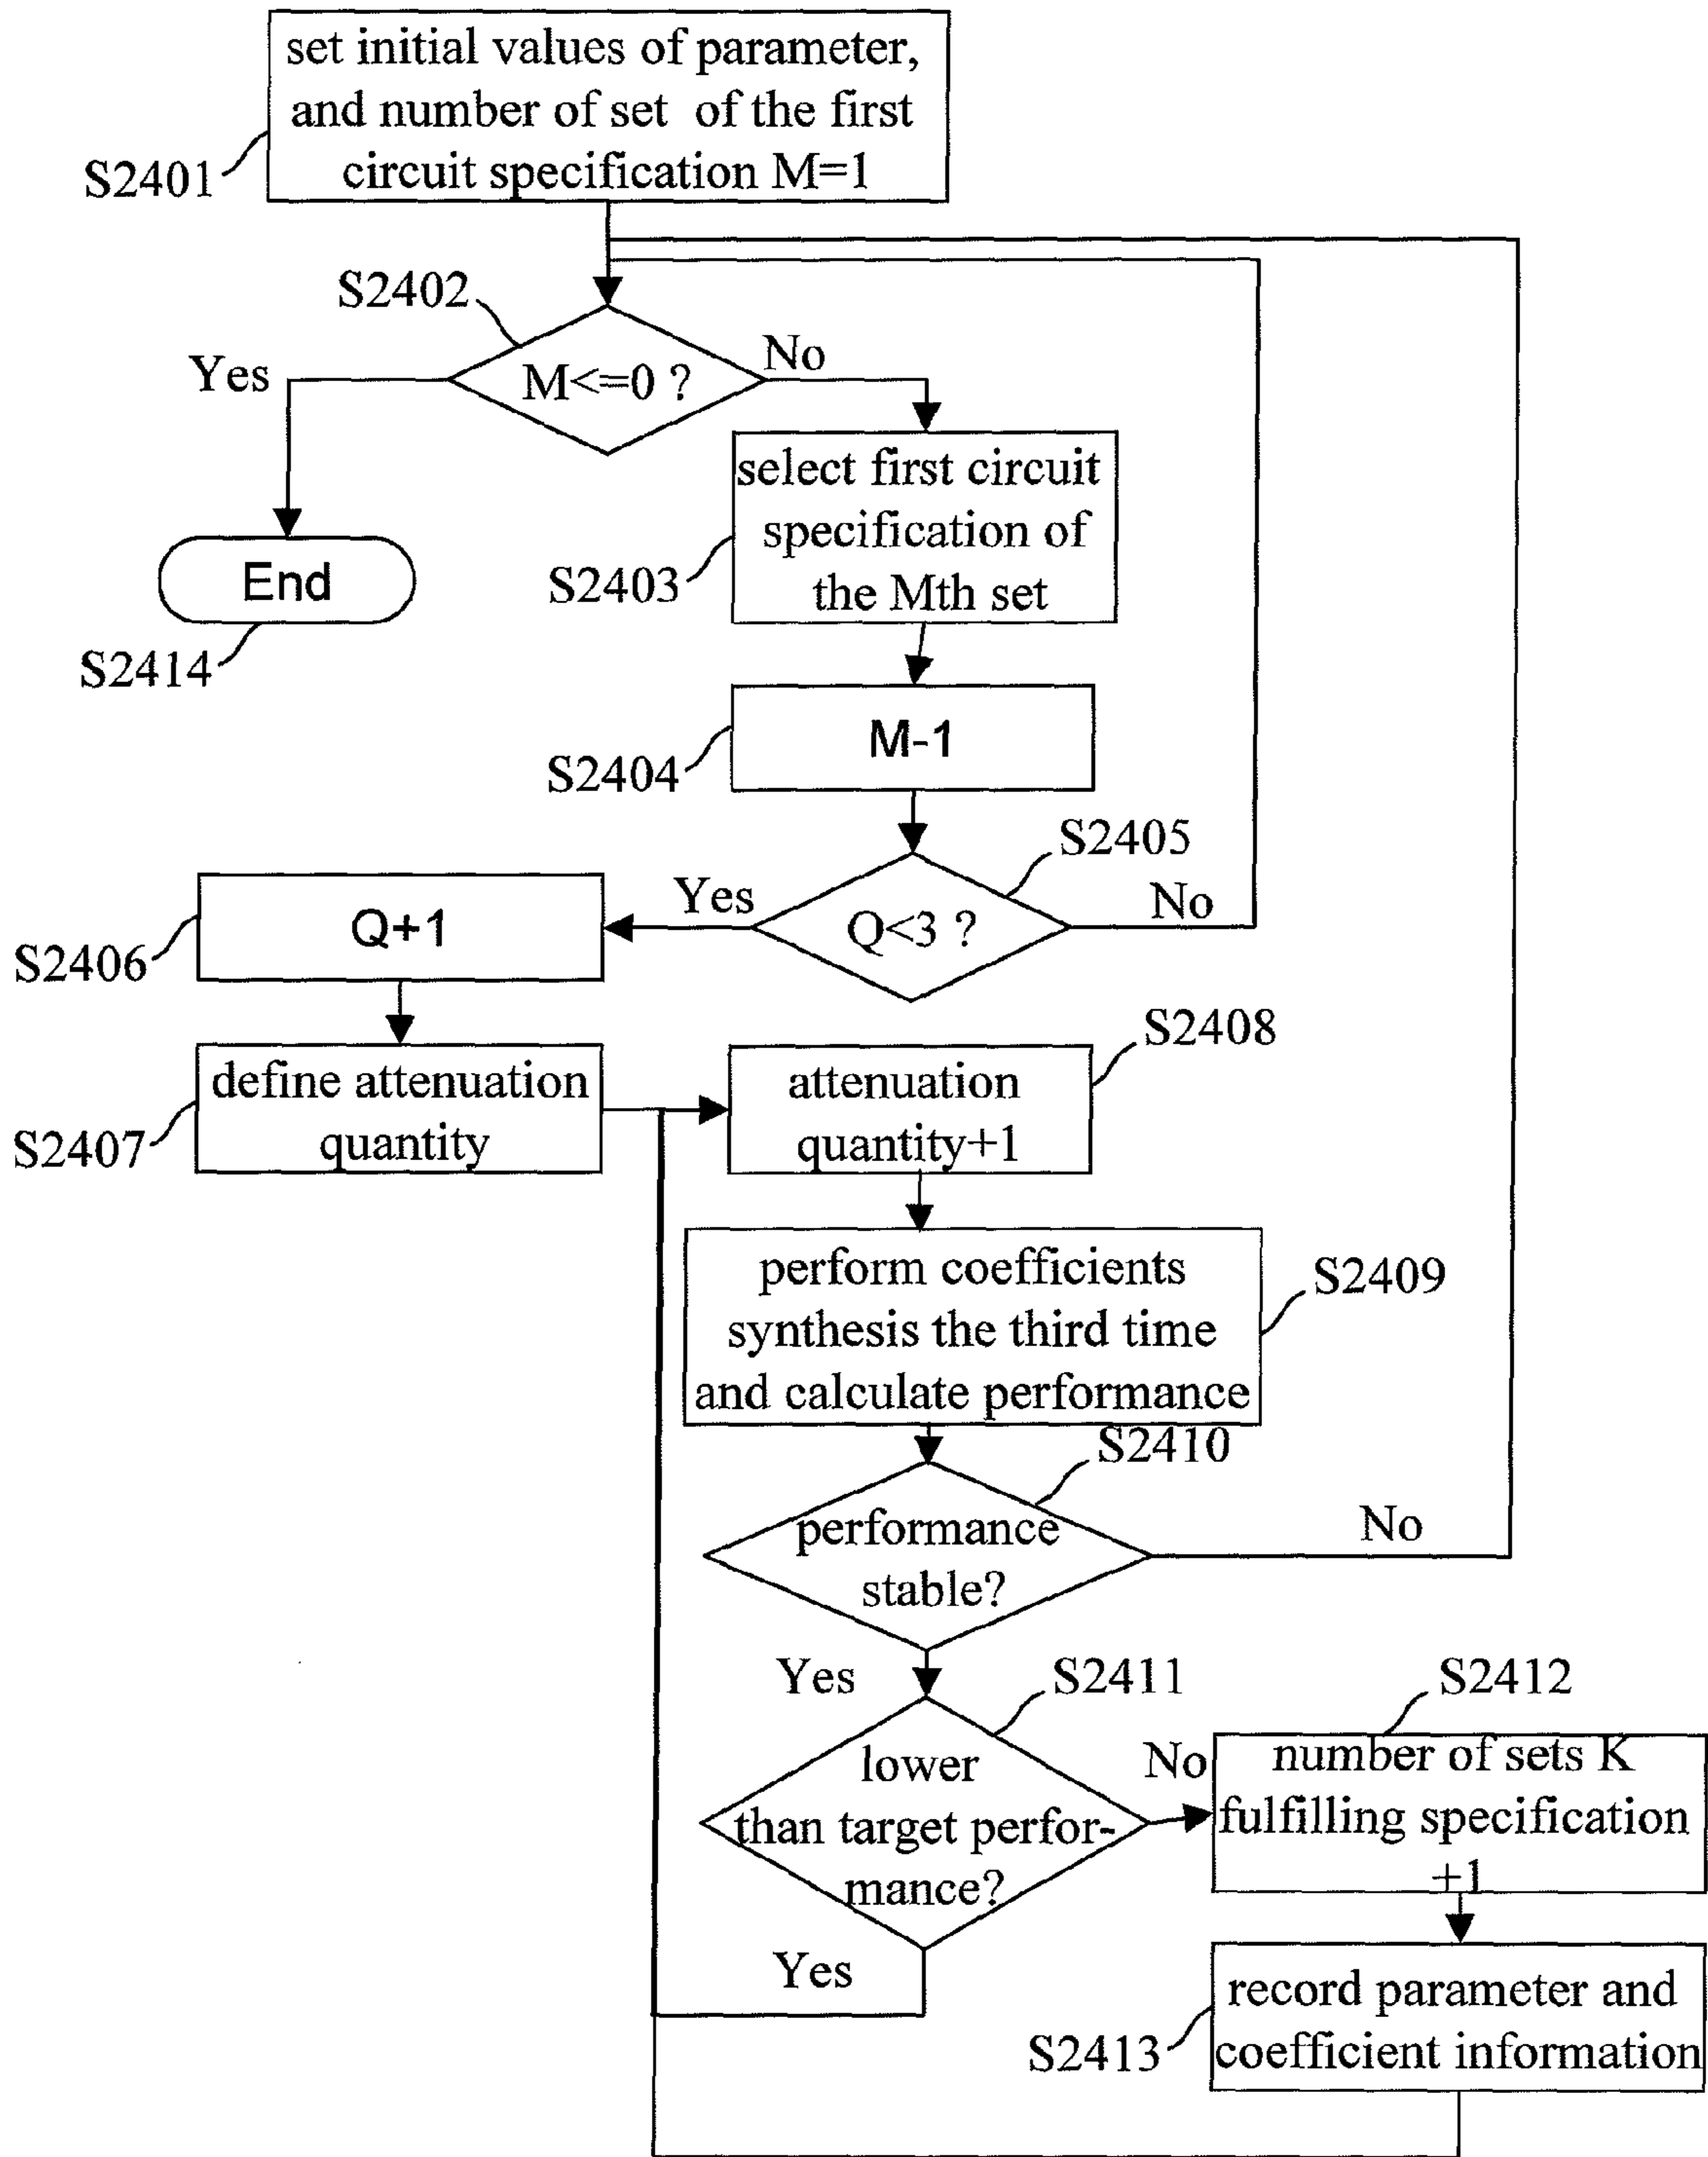 set initial values of parameter,
and number of set of the first
circuit specification M=1
S2401
S2402
Yes
M<=0 ?
No
select first circuit
specification of
the Mth set
S2403
End
S2414
M-1
S2404
S2405
Q<3 ?
Yes
No
Q+1
S2406
define attenuation
quantity
S2407
S2408
attenuation
quantity+1
perform coefficients
synthesis the third time
and calculate performance
S2409
S2410
performance
stable?
No
Yes
S2411
lower
than target perfor-
mance?
No
Yes
S2412
number of sets K
fulfilling specification
+1
record parameter and
coefficient information
S2413